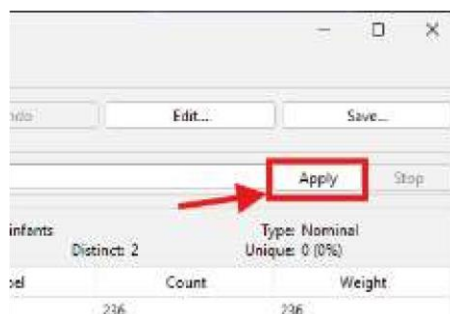 Edit... Save...
Apply Stop
infants Type: Nominal
Distinct: 2 Unique: 0 (0%)
Count Weight
236 236